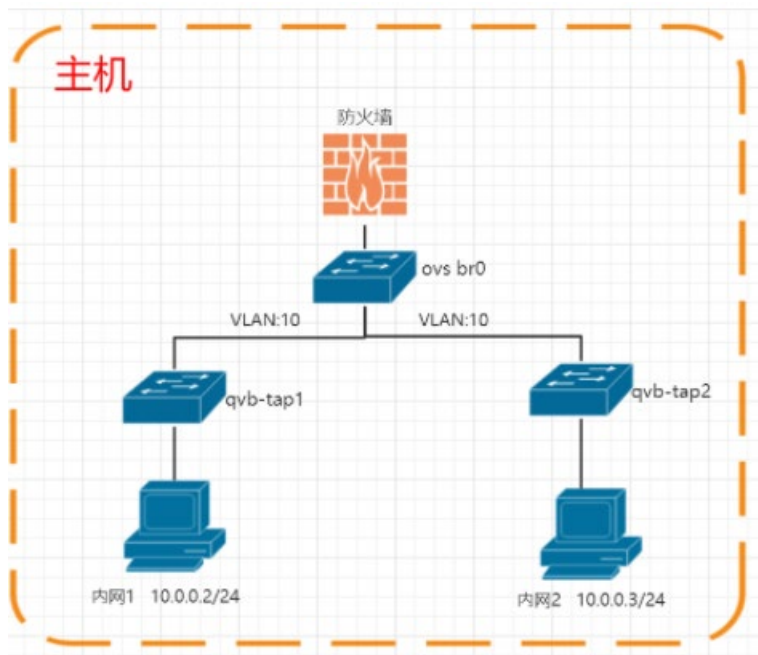 主机
防火墙
ovs br0
VLAN:10 VLAN:10
qvb-tap1 qvb-tap2
内网1 10.0.0.2/24
内网2 10.0.0.3/24